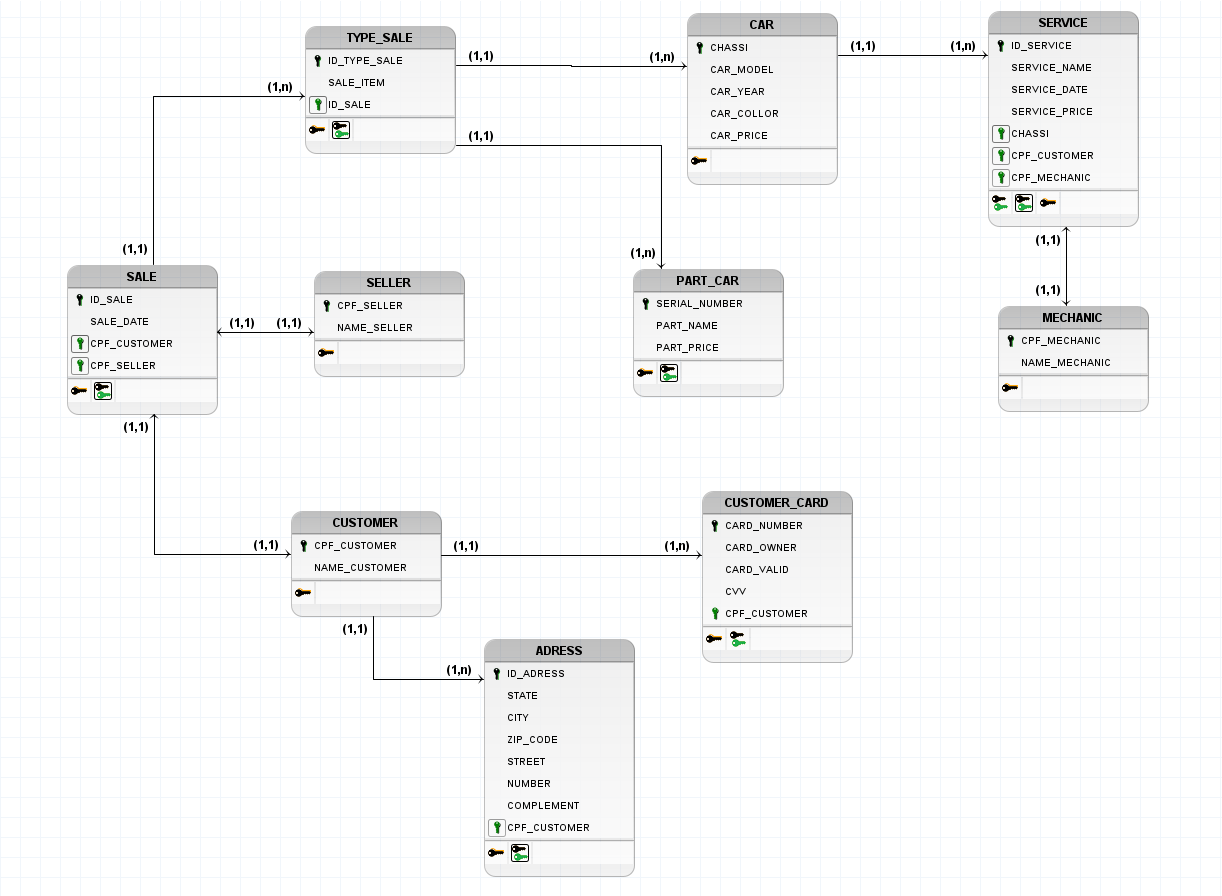 TYPE_SALE
ID_TYPE_SALE
SALE_ITEM
ID_SALE
(1,1)
(1,n)
(1,1)
(1,n)
CAR
CHASSI
CAR_MODEL
CAR_YEAR
CAR_COLLOR
CAR_PRICE
(1,1)
(1,n)
SERVICE
ID_SERVICE
SERVICE_NAME
SERVICE_DATE
SERVICE_PRICE
CHASSI
CPF_CUSTOMER
CPF_MECHANIC
(1,n)
(1,1)
SALE
ID_SALE
SALE_DATE
CPF_CUSTOMER
CPF_SELLER
(1,1)
(1,1)
SELLER
CPF_SELLER
NAME_SELLER
PART_CAR
SERIAL_NUMBER
PART_NAME
PART_PRICE
(1,1)
(1,1)
MECHANIC
CPF_MECHANIC
NAME_MECHANIC
(1,1)
(1,1)
CUSTOMER
CPF_CUSTOMER
NAME_CUSTOMER
(1,1)
(1,n)
CUSTOMER_CARD
CARD_NUMBER
CARD_OWNER
CARD_VALID
CVV
CPF_CUSTOMER
(1,1)
(1,n)
ADRESS
ID_ADRESS
STATE
CITY
ZIP_CODE
STREET
NUMBER
COMPLEMENT
CPF_CUSTOMER